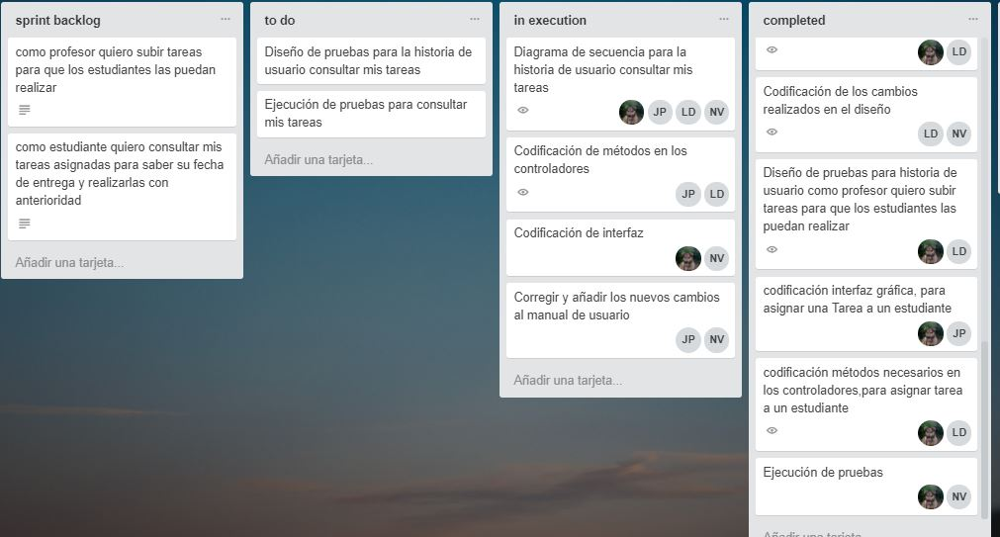 sprint backlog
como profesor quiero subir tareas
para que los estudiantes las puedan
realizar
como estudiante quiero consultar mis
tareas asignadas para saber su fecha
de entrega y realizarlas con
anterioridad
Añadir una tarjeta...
to do
Diseño de pruebas para la historia de
usuario consultar mis tareas
Ejecución de pruebas para consultar
mis tareas
Añadir una tarjeta...
in execution
Diagrama de secuencia para la
historia de usuario consultar mis
tareas
JP LD NV
Codificación de métodos en los
controladores
JP LD
Codificación de interfaz
NV
Corregir y añadir los nuevos cambios
al manual de usuario
JP NV
Añadir una tarjeta...
completed
LD
Codificación de los cambios
realizados en el diseño
LD NV
Diseño de pruebas para historia de
usuario como profesor quiero subir
tareas para que los estudiantes las
puedan realizar
LD
codificación interfaz gráfica, para
asignar una Tarea a un estudiante
JP
codificación métodos necesarios en
los controladores,para asignar tarea
a un estudiante
LD
Ejecución de pruebas
NV
Añadir una tarjeta...